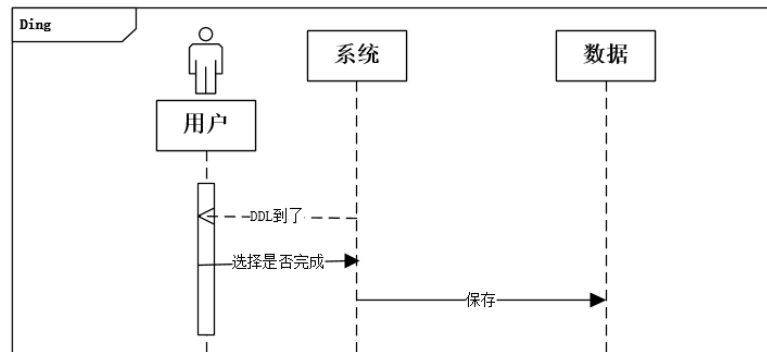 Ding
系统
数据
用户
DDL到了
选择是否完成
保存